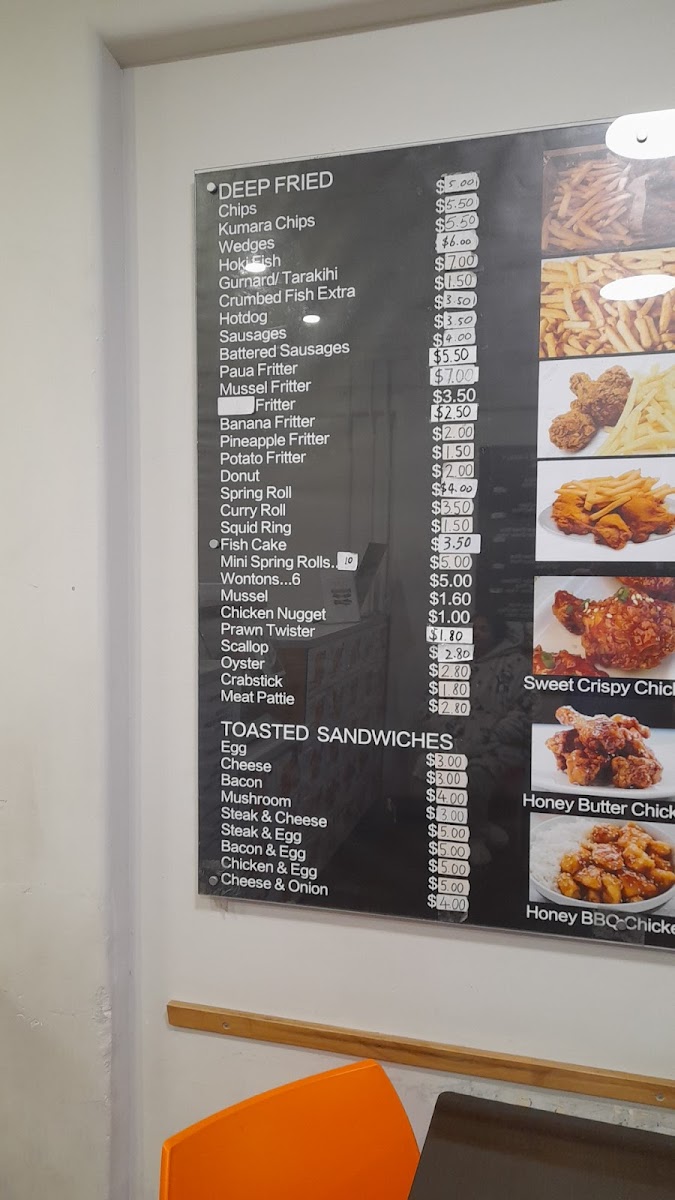 DEEP FRIED
Chips $5.00
Kumara Chips $5.50
Wedges $5.50
Hoki Fish $6.00
Gurnard/ Tarakihi $7.00
Crumbed Fish Extra $1.50
Hotdog $3.50
Sausages $3.50
Battered Sausages $4.00
Paua Fritter $5.50
Mussel Fritter $7.00
Fritter $3.50
Banana Fritter $2.50
Pineapple Fritter $2.00
Potato Fritter $1.50
Donut $2.00
Spring Roll $4.00
Curry Roll $3.50
Squid Ring $1.50
Fish Cake $3.50
Mini Spring Rolls..10 $5.00
Wontons...6 $5.00
Mussel $1.60
Chicken Nugget $1.00
Prawn Twister $1.80
Scallop $2.80
Oyster $2.80
Crabstick $1.80
Meat Pattie $2.80
TOASTED SANDWICHES
Egg $3.00
Cheese $3.00
Bacon $4.00
Mushroom $3.00
Steak & Cheese $5.00
Steak & Egg $5.00
Bacon & Egg $5.00
Chicken & Egg $5.00
Cheese & Onion $4.00
Sweet Crispy Chic
Honey Butter Chick
Honey BBQ Chicke